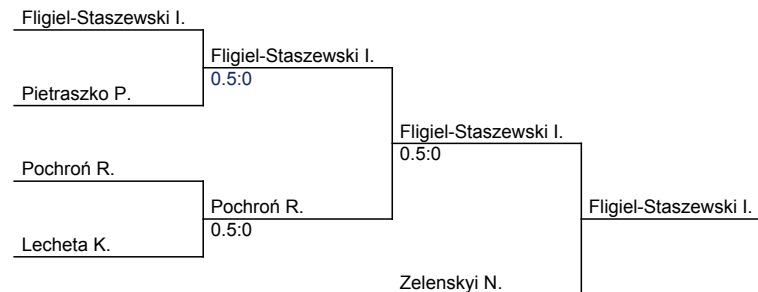 Fligiel-Staszewski I.
Fligiel-Staszewski I.
0.5:0
Pietraszko P.
Fligiel-Staszewski I.
0.5:0
Pochroń R.
Pochroń R.
0.5:0
Fligiel-Staszewski I.
Lecheta K.
Zelenskyi N.